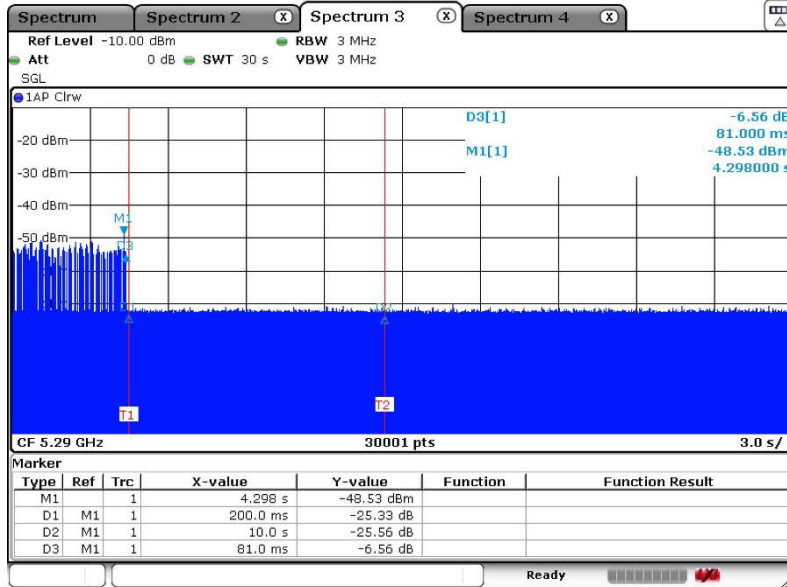 Spectrum Spectrum 2 X Spectrum 3 X Spectrum 4 X
Ref Level -10.00 dBm RBW 3 MHz
Att 0 dB SWT 30 s VBW 3 MHz
SGL
1AP Clrw
D3[1] -6.56 dB
81.000 ms
M1[1] -48.53 dBm
4.298000 s
-20 dBm
-30 dBm
-40 dBm
M1
-50 dBm
D3
T1
T2
CF 5.29 GHz 30001 pts 3.0 s/
Marker
Type Ref Trc X-value Y-value Function Function Result
M1 1 4.298 s -48.53 dBm
D1 M1 1 200.0 ms -25.33 dB
D2 M1 1 10.0 s -25.56 dB
D3 M1 1 81.0 ms -6.56 dB
Ready